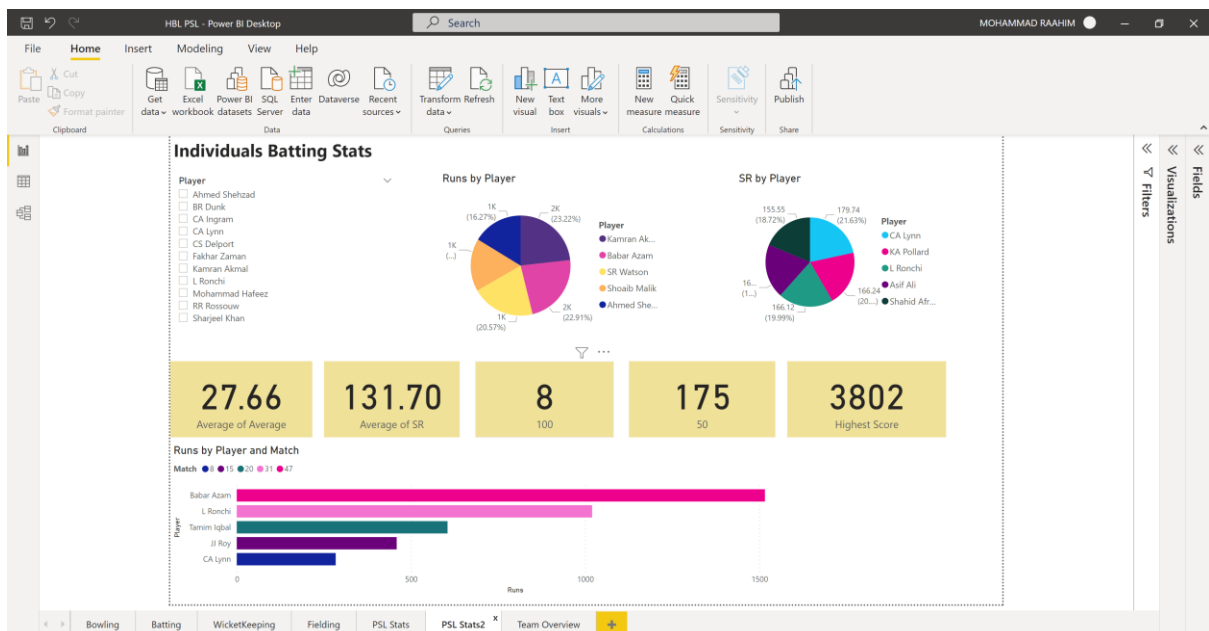 HBL PSL - Power BI Desktop
Search
MOHAMMAD RAAHIM
File Home Insert Modeling View Help
Paste
Cut
Copy
Format painter
Clipboard
Get data
Excel workbook
Power BI datasets
SQL Server
Enter data
Dataverse
Recent sources
Data
Transform data
Refresh
Queries
New visual
Text box
More visuals
Insert
New measure
Quick measure
Calculations
Sensitivity
Sensitivity
Publish
Share
Individuals Batting Stats
Player
Ahmed Shehzad
BR Dunk
CA Ingram
CA Lynn
CS Delport
Fakhar Zaman
Kamran Akmal
L Ronchi
Mohammad Hafeez
RR Rossouw
Sharjeel Khan
Runs by Player
1K
(16.27%)
2K
(23.22%)
1K
(...)
1K
(20.57%)
2K
(22.91%)
Player
Kamran Ak...
Babar Azam
SR Watson
Shoaib Malik
Ahmed She...
SR by Player
155.55
(18.72%)
179.74
(21.63%)
16...
(1...)
166.12
(19.99%)
166.24
(20...)
Player
CA Lynn
KA Pollard
L Ronchi
Asif Ali
Shahid Afr...
27.66
Average of Average
131.70
Average of SR
8
100
175
50
3802
Highest Score
Runs by Player and Match
Match 8 15 20 31 47
Player
Babar Azam
L Ronchi
Tamim Iqbal
JJ Roy
CA Lynn
0 500 1000 1500
Runs
Filters
Visualizations
Fields
Bowling Batting WicketKeeping Fielding PSL Stats PSL Stats2 x Team Overview +